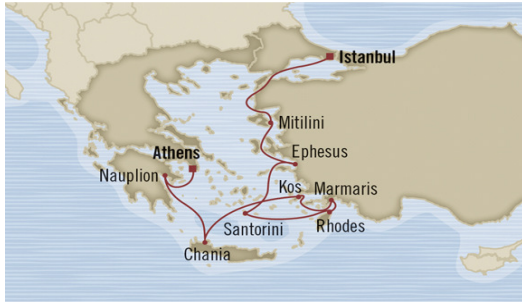 Istanbul
Mitilini
Athens
Ephesus
Nauplion
Kos
Marmaris
Santorini
Rhodes
Chania